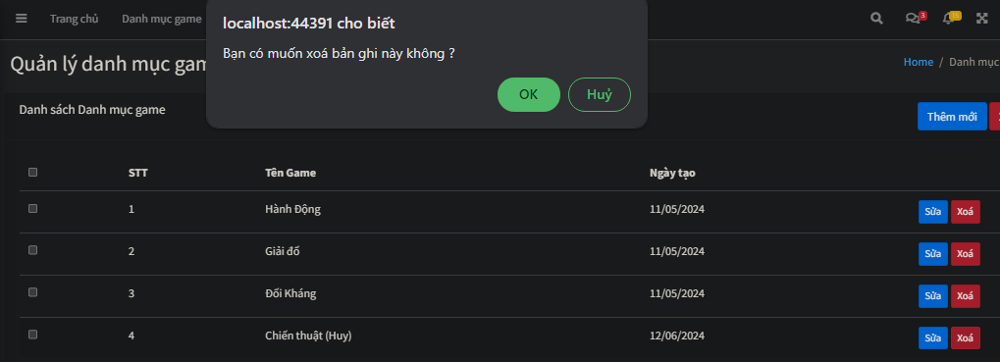 Trang chủ Danh mục game
localhost:44391 cho biết
Bạn có muốn xoá bản ghi này không ?
OK Huỷ
3 15
Quản lý danh mục gam
Home / Danh mục
Danh sách Danh mục game
Thêm mới
STT Tên Game Ngày tạo
1 Hành Động 11/05/2024 Sửa Xoá
2 Giải đố 11/05/2024 Sửa Xoá
3 Đối Kháng 11/05/2024 Sửa Xoá
4 Chiến thuật (Huy) 12/06/2024 Sửa Xoá